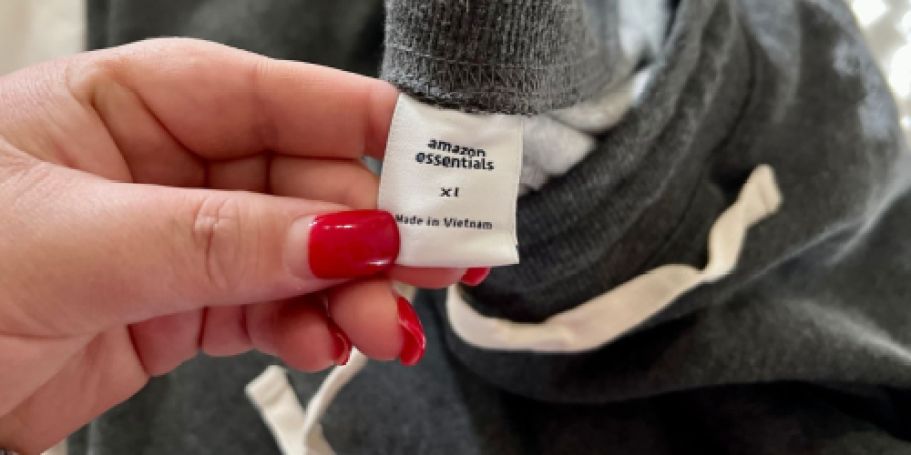 amazon
essentials
xl
Made in Vietnam